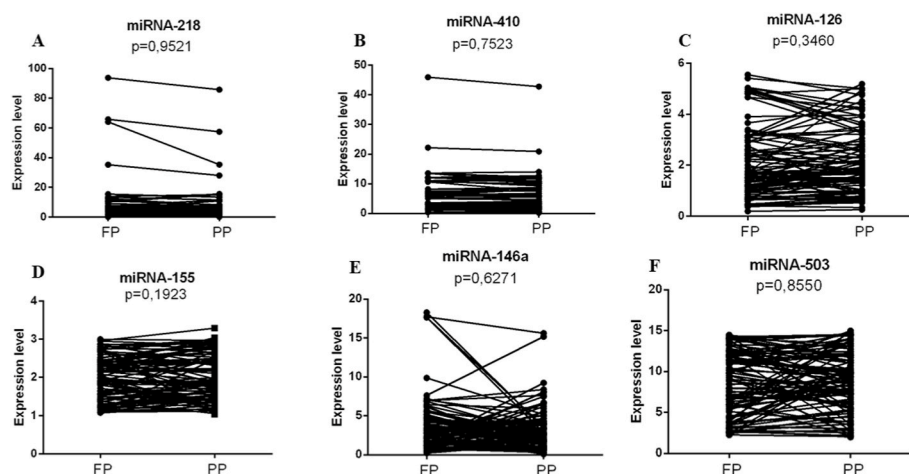 A
miRNA-218
p=0,9521
Expression level
100
80
60
40
20
0
FP PP
B
miRNA-410
p=0,7523
Expression level
50
40
30
20
10
0
FP PP
C
miRNA-126
p=0,3460
Expression level
6
4
2
0
FP PP
D
miRNA-155
p=0,1923
Expression level
4
3
2
1
0
FP PP
E
miRNA-146a
p=0,6271
Expression level
20
15
10
5
0
FP PP
F
miRNA-503
p=0,8550
Expression level
20
15
10
5
0
FP PP